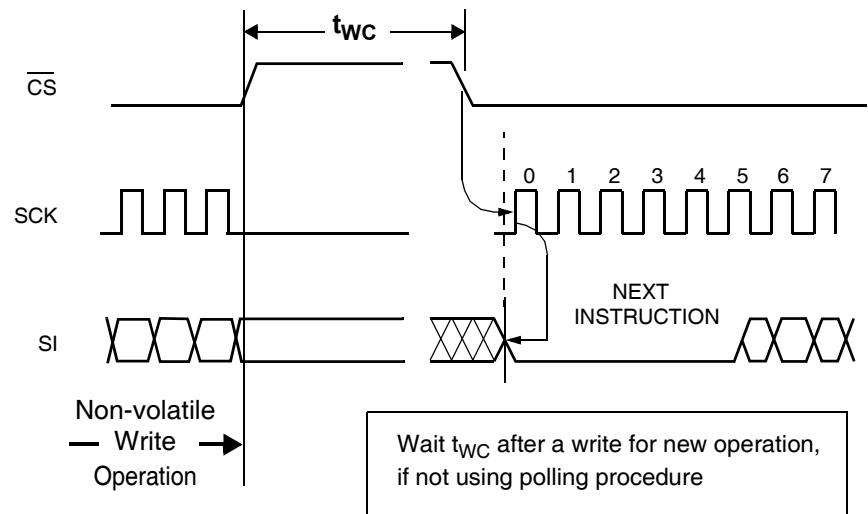 tWC
CS
SCK
0 1 2 3 4 5 6 7
SI
NEXT
INSTRUCTION
Non-volatile
Write
Operation
Wait tWC after a write for new operation,
if not using polling procedure